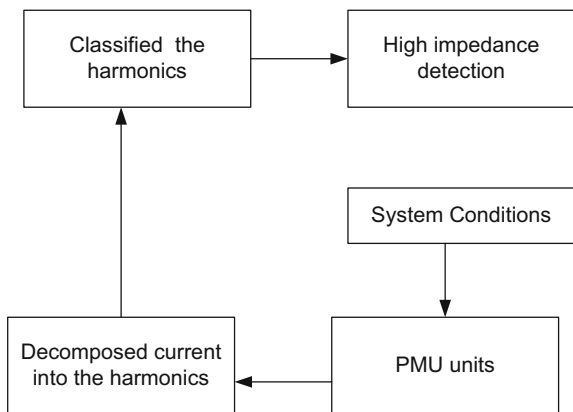 Classified the
harmonics
High impedance
detection
System Conditions
Decomposed current
into the harmonics
PMU units